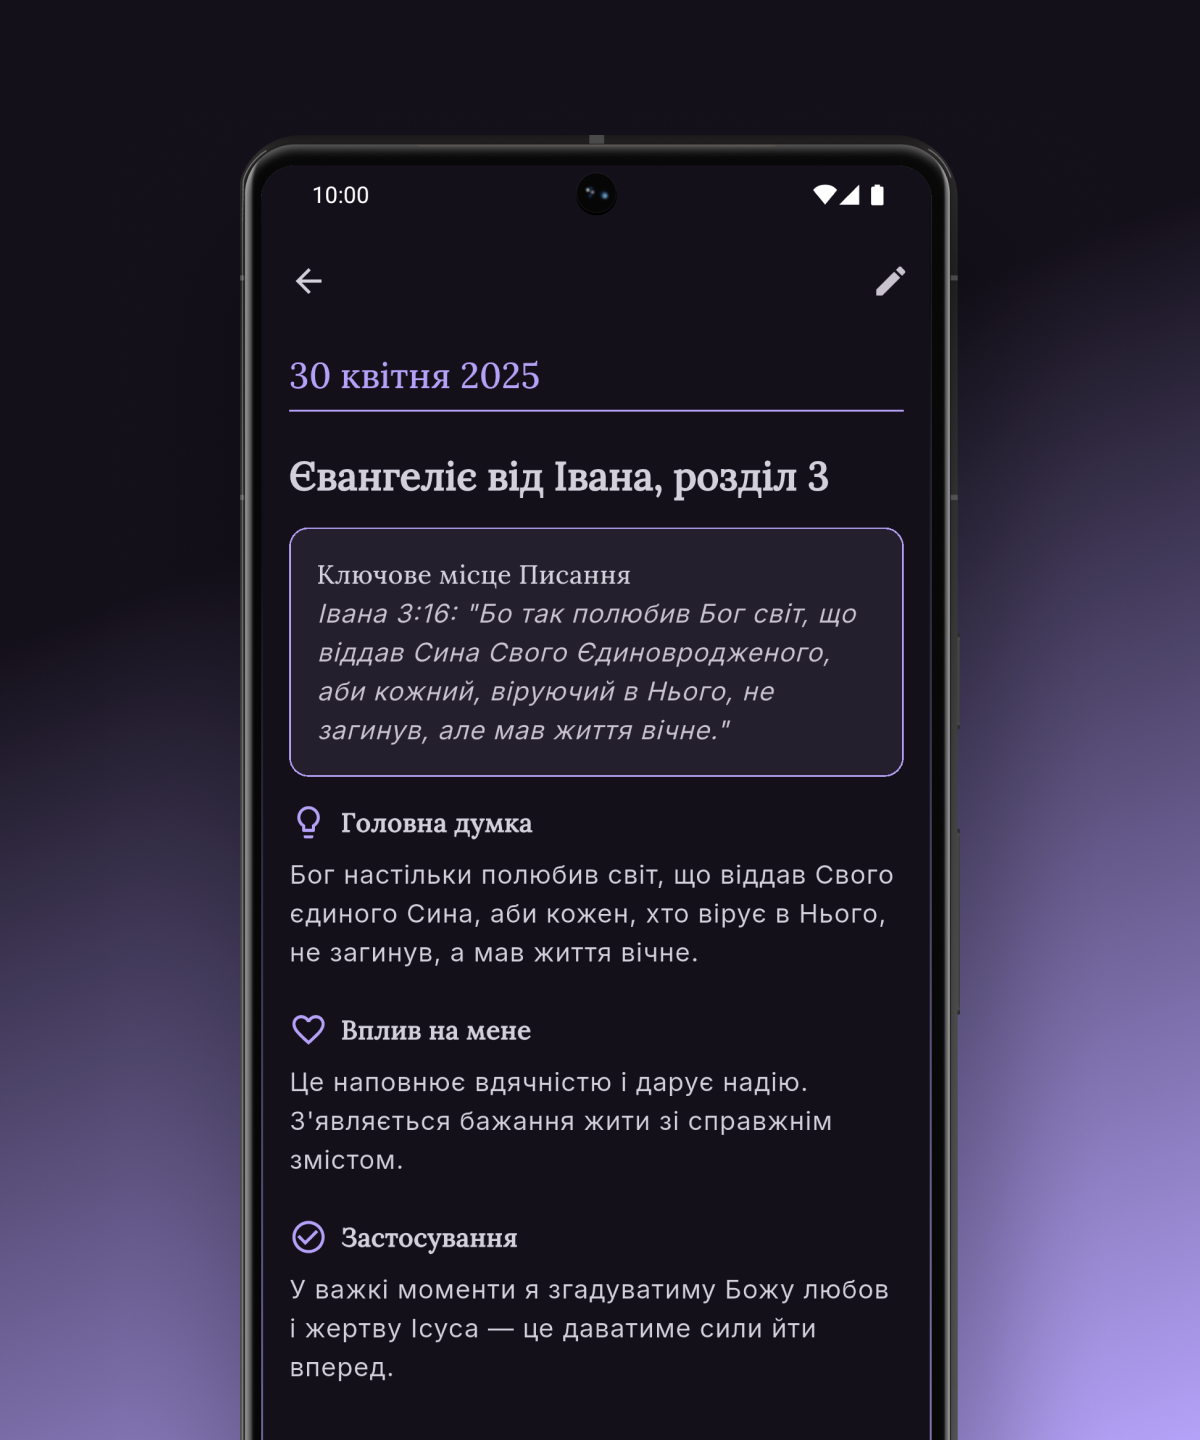 10:00
30 квітня 2025
Євангеліє від Івана, розділ 3
Ключове місце Писання
Івана 3:16: "Бо так полюбив Бог світ, що
віддав Сина Свого Єдиновродженого,
аби кожний, віруючий в Нього, не
загинув, але мав життя вічне."
Головна думка
Бог настільки полюбив світ, що віддав Свого
єдиного Сина, аби кожен, хто вірує в Нього,
не загинув, а мав життя вічне.
Вплив на мене
Це наповнює вдячністю і дарує надію.
З'являється бажання жити зі справжнім
змістом.
Застосування
У важкі моменти я згадуватиму Божу любов
і жертву Ісуса — це даватиме сили йти
вперед.